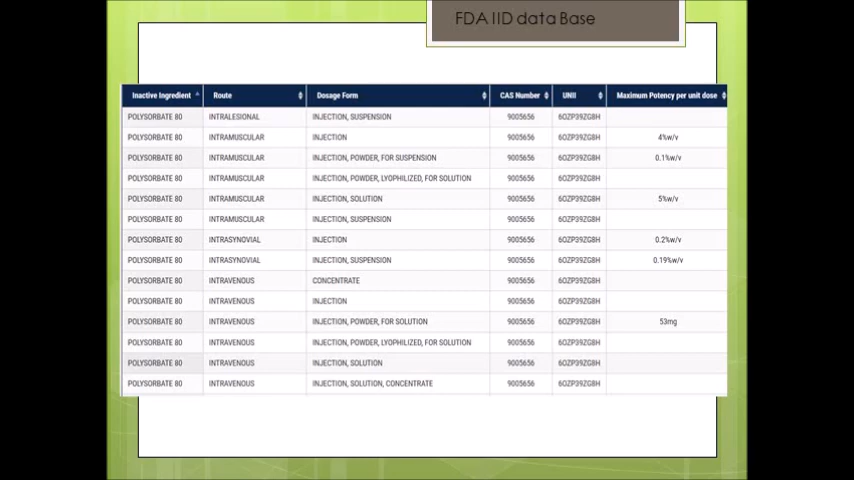 FDA IID data Base
Inactive Ingredient Route Dosage Form CAS Number UNII Maximum Potency per unit dose
POLYSORBATE 80 INTRALESIONAL INJECTION, SUSPENSION 9005656 6OZP39ZG8H
POLYSORBATE 80 INTRAMUSCULAR INJECTION 9005656 6OZP39ZG8H 4%w/v
POLYSORBATE 80 INTRAMUSCULAR INJECTION, POWDER, FOR SUSPENSION 9005656 6OZP39ZG8H 0.1%w/v
POLYSORBATE 80 INTRAMUSCULAR INJECTION, POWDER, LYOPHILIZED, FOR SOLUTION 9005656 6OZP39ZG8H
POLYSORBATE 80 INTRAMUSCULAR INJECTION, SOLUTION 9005656 6OZP39ZG8H 5%w/v
POLYSORBATE 80 INTRAMUSCULAR INJECTION, SUSPENSION 9005656 6OZP39ZG8H
POLYSORBATE 80 INTRASYNOVIAL INJECTION 9005656 6OZP39ZG8H 0.2%w/v
POLYSORBATE 80 INTRASYNOVIAL INJECTION, SUSPENSION 9005656 6OZP39ZG8H 0.19%w/v
POLYSORBATE 80 INTRAVENOUS CONCENTRATE 9005656 6OZP39ZG8H
POLYSORBATE 80 INTRAVENOUS INJECTION 9005656 6OZP39ZG8H
POLYSORBATE 80 INTRAVENOUS INJECTION, POWDER, FOR SOLUTION 9005656 6OZP39ZG8H 53mg
POLYSORBATE 80 INTRAVENOUS INJECTION, POWDER, LYOPHILIZED, FOR SOLUTION 9005656 6OZP39ZG8H
POLYSORBATE 80 INTRAVENOUS INJECTION, SOLUTION 9005656 6OZP39ZG8H
POLYSORBATE 80 INTRAVENOUS INJECTION, SOLUTION, CONCENTRATE 9005656 6OZP39ZG8H